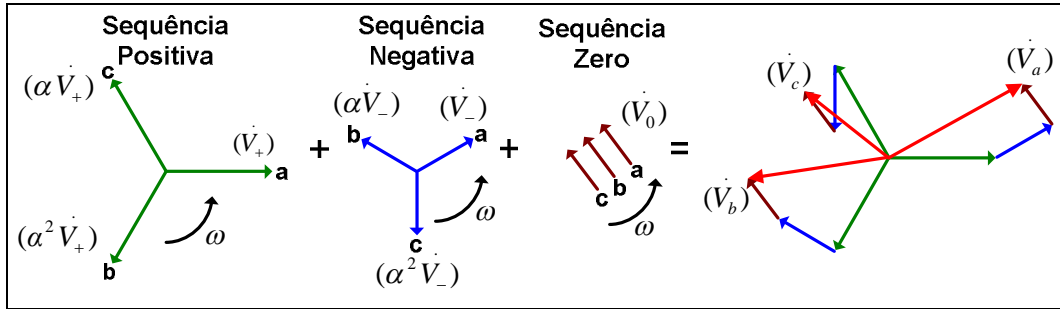 Sequência
Positiva
c
(αV̇₊)
(V̇₊)
a
(α²V̇₊)
b
ω
+
Sequência
Negativa
(αV̇₋)
b
(V̇₋)
a
c
(α²V̇₋)
ω
+
Sequência
Zero
(V̇₀)
a
b
c
ω
=
(V̇c)
(V̇a)
(V̇b)